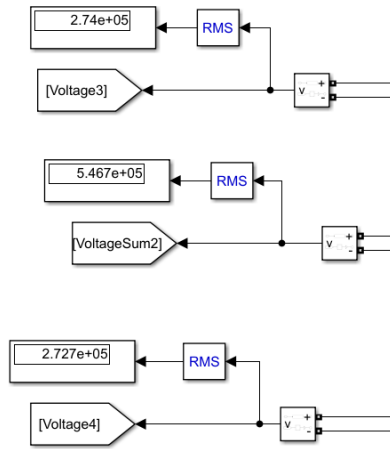 2.74e+05
RMS
[Voltage3]
v
+
-
5.467e+05
RMS
[VoltageSum2]
v
+
-
2.727e+05
RMS
[Voltage4]
v
+
-